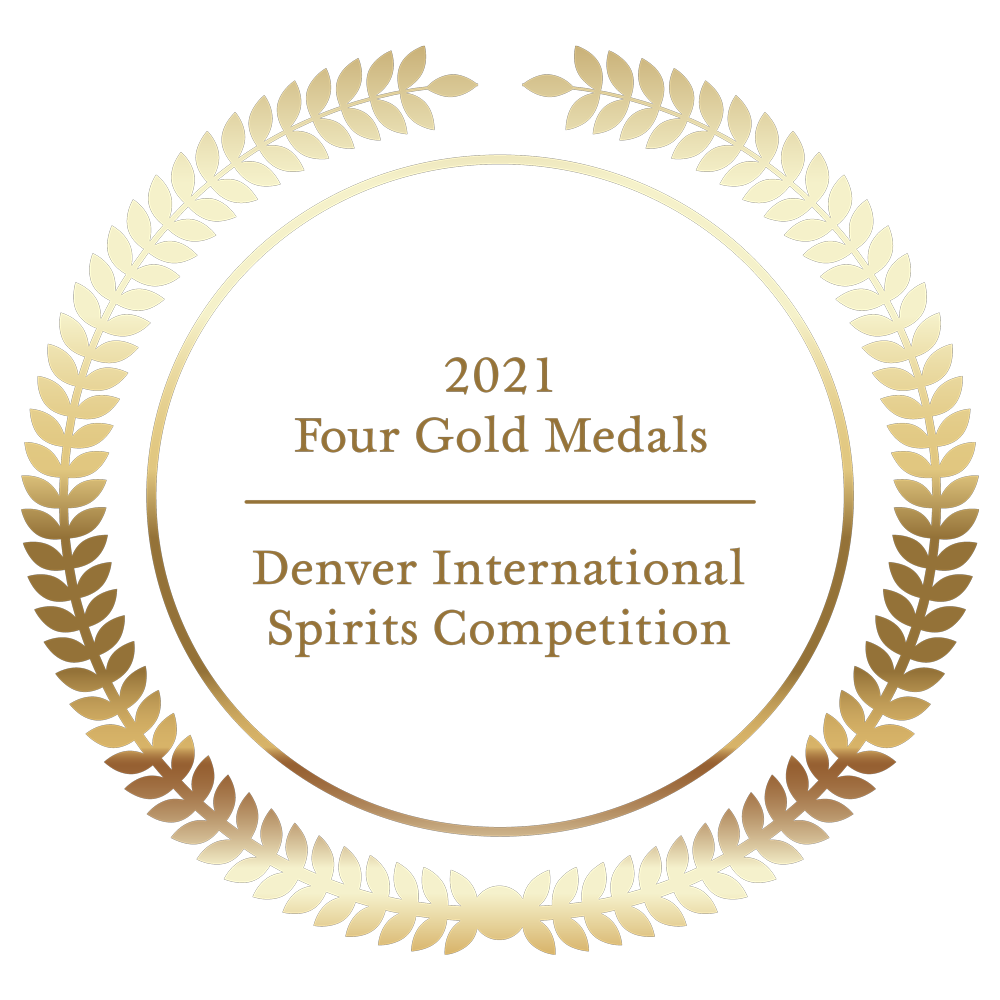 2021
Four Gold Medals
Denver International
Spirits Competition